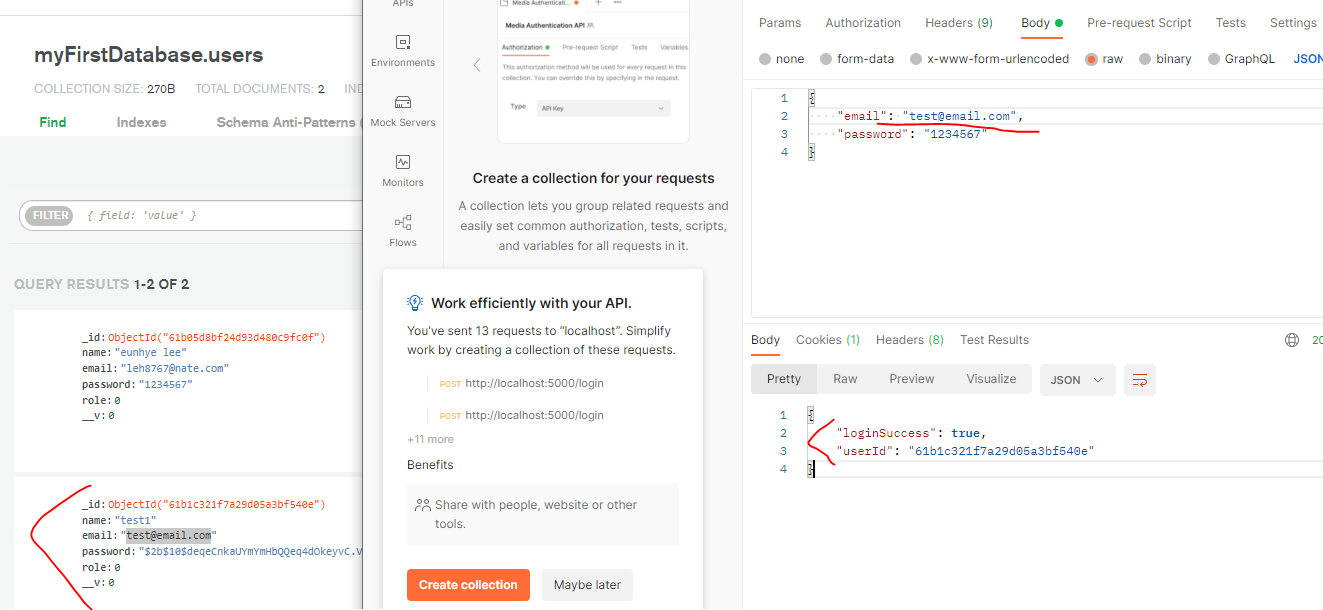 myFirstDatabase.users
COLLECTION SIZE: 270B TOTAL DOCUMENTS: 2
Find Indexes Schema Anti-Patterns
FILTER { field: 'value' }
QUERY RESULTS 1-2 OF 2
_id: ObjectId("61b05d8bf24d93d480c9fc0f")
name: "eunhye lee"
email: "leh8767@nate.com"
password: "1234567"
role: 0
__v: 0
_id: ObjectId("61b1c321f7a29d05a3bf540e")
name: "test1"
email: "test@email.com"
password: "$2b$10$deqeCnkaUYmYmHbQQeq4dOkeyvC.V
role: 0
__v: 0
APIs
Environments
Mock Servers
Monitors
Flows
Media Authenticati...
Media Authentication API
Authorization Pre-request Script Tests Variables
This authorization method will be used for every request in this
collection. You can override this by specifying in the request.
Type API Key
Create a collection for your requests
A collection lets you group related requests and
easily set common authorization, tests, scripts,
and variables for all requests in it.
Work efficiently with your API.
You've sent 13 requests to "localhost". Simplify
work by creating a collection of these requests.
POST http://localhost:5000/login
POST http://localhost:5000/login
+11 more
Benefits
Share with people, website or other
tools.
Create collection Maybe later
Params Authorization Headers (9) Body Pre-request Script Tests Settings
none form-data x-www-form-urlencoded raw binary GraphQL JSON
1 {
2 "email": "test@email.com",
3 "password": "1234567"
4 }
Body Cookies (1) Headers (8) Test Results 20
Pretty Raw Preview Visualize JSON
1 {
2 "loginSuccess": true,
3 "userId": "61b1c321f7a29d05a3bf540e"
4 }